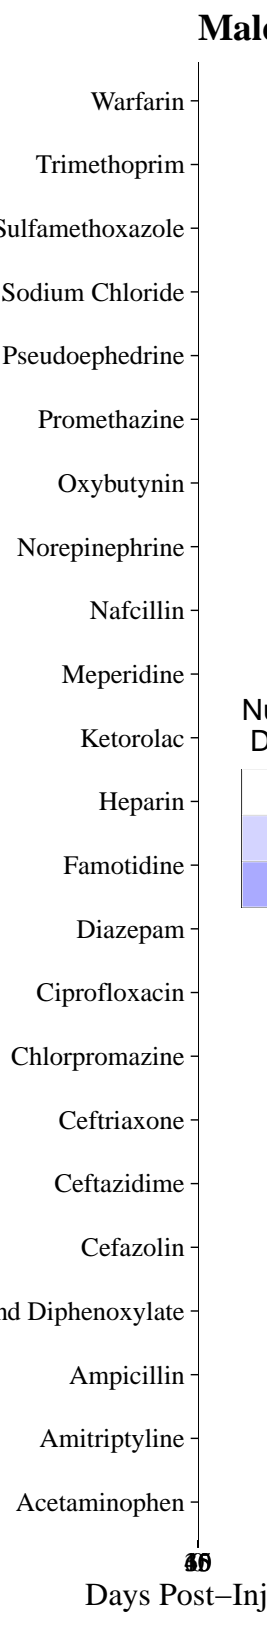 Male
Warfarin
Trimethoprim
Sulfamethoxazole
Sodium Chloride
Pseudoephedrine
Promethazine
Oxybutynin
Norepinephrine
Nafcillin
Meperidine
Ketorolac
Heparin
Famotidine
Diazepam
Ciprofloxacin
Chlorpromazine
Ceftriaxone
Ceftazidime
Cefazolin
Diphenoxylate
Ampicillin
Amitriptyline
Acetaminophen
Days Post−Inj